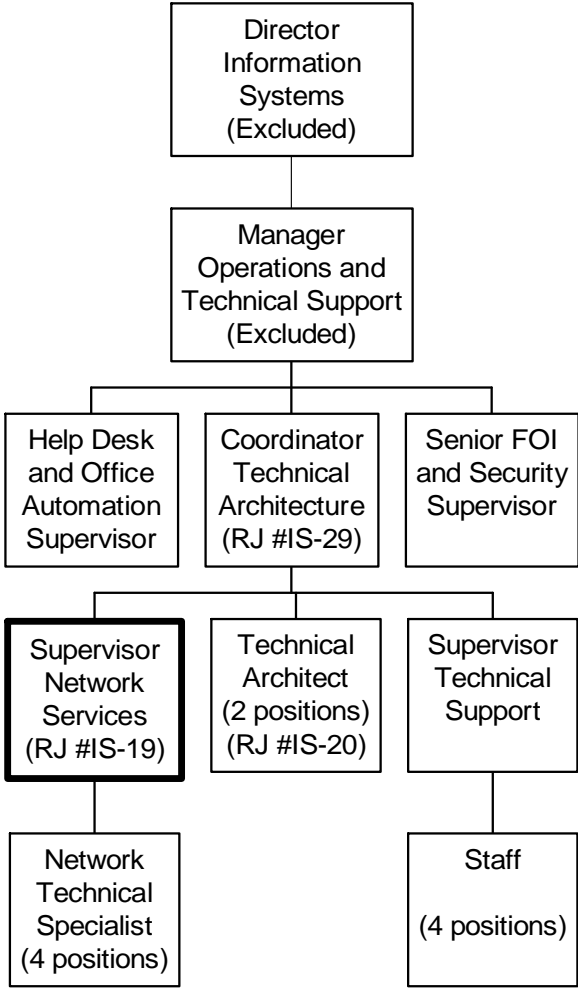 Director
Information
Systems
(Excluded)
Manager
Operations and
Technical Support
(Excluded)
Help Desk
and Office
Automation
Supervisor
Coordinator
Technical
Architecture
(RJ #IS-29)
Senior FOI
and Security
Supervisor
Supervisor
Network
Services
(RJ #IS-19)
Technical
Architect
(2 positions)
(RJ #IS-20)
Supervisor
Technical
Support
Network
Technical
Specialist
(4 positions)
Staff
(4 positions)